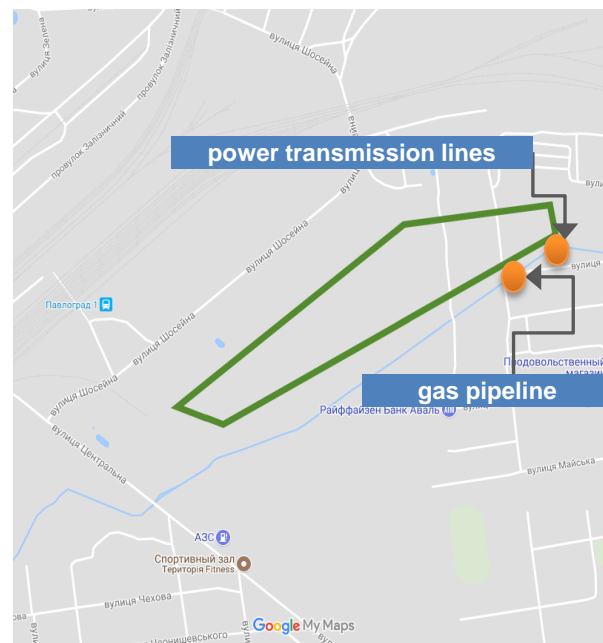 вулиця Зелена
провулок Залізничний
вулиця Шосейна
провулок Залізничний
power transmission lines
вулиця Шосейна
Павлоград 1
вулиця Шосейна
вулиця Шосейна
Продовольственный
магазин
gas pipeline
Райффайзен Банк Аваль
вулиця Центральна
вулиця Майська
АЗС
Спортивний зал
Територія Fitness
вулиця Чехова
Google My Maps